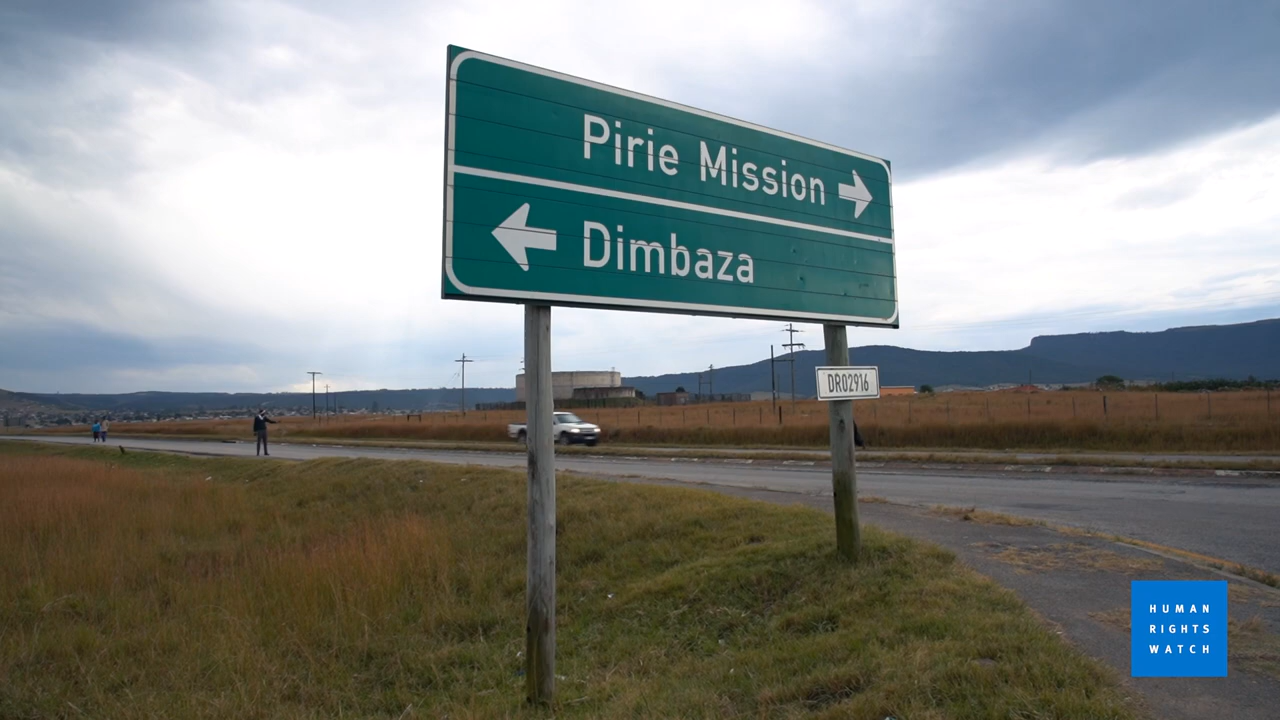 Pirie Mission
Dimbaza
DR02916
HUMAN
RIGHTS
WATCH